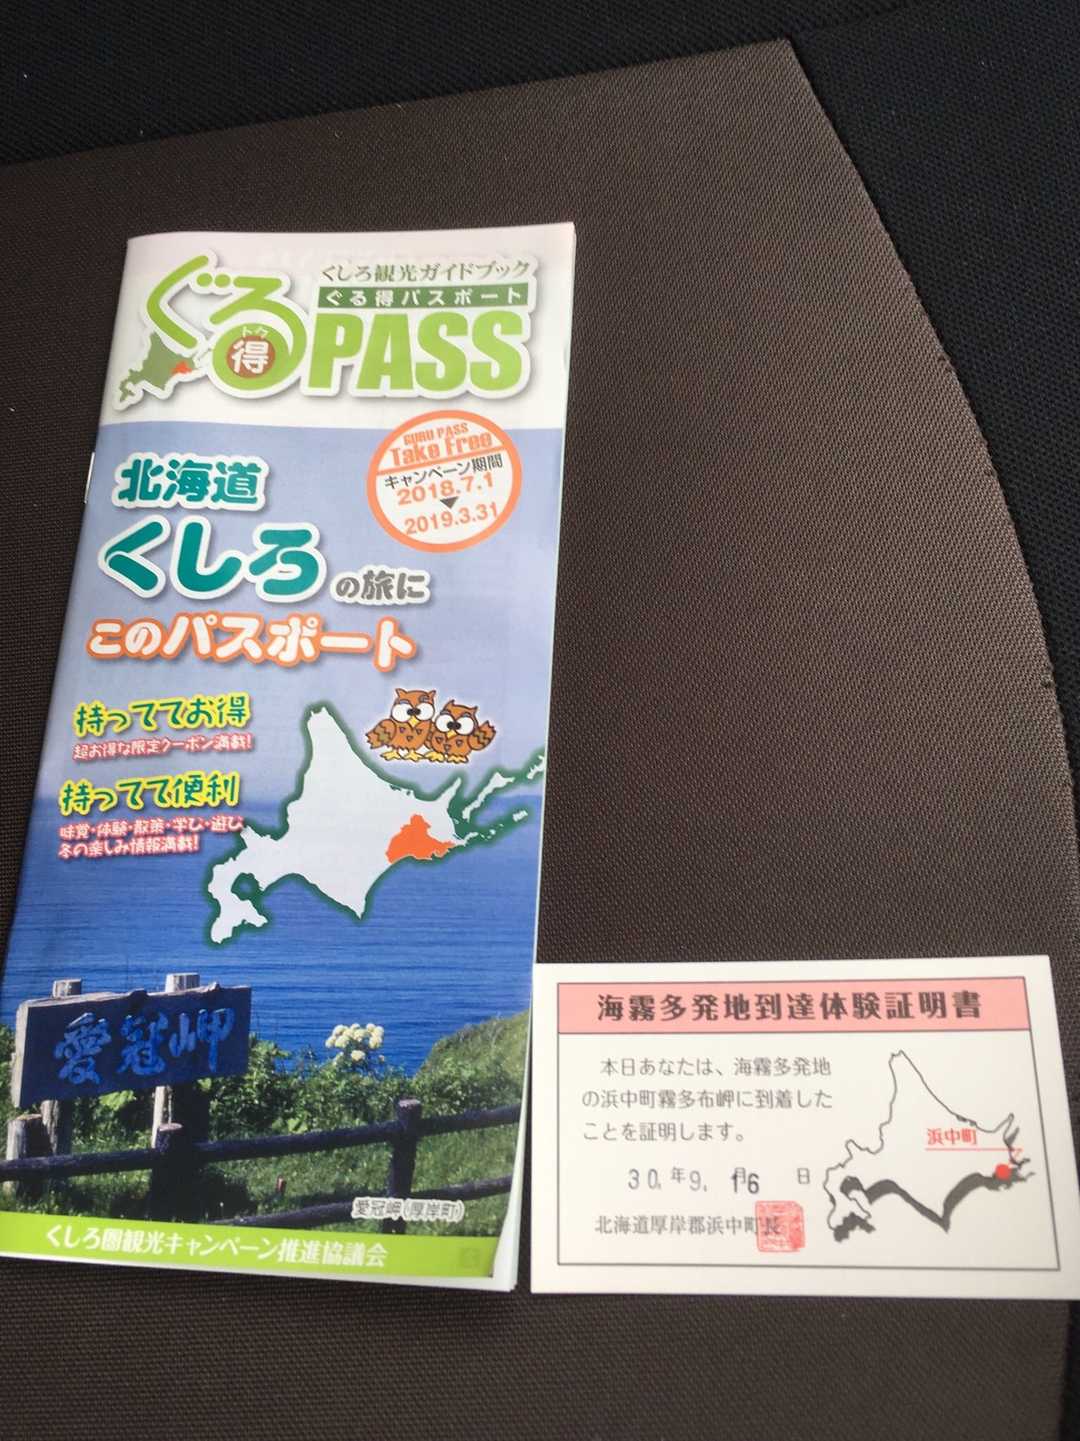 くしろ観光ガイドブック
ぐる得パスポート
ぐるトク得PASS
GURU PASS
Take Free
キャンペーン期間
2018.7.1
2019.3.31
北海道
くしろの旅に
このパスポート
持っててお得
超お得な限定クーポン満載!
持ってて便利
味覚・体験・散策・学び・遊び
冬の楽しみ情報満載!
愛冠岬
愛冠岬(厚岸町)
くしろ圏観光キャンペーン推進協議会
海霧多発地到達体験証明書
本日あなたは、海霧多発地
の浜中町霧多布岬に到着した
ことを証明します。
30.年9.月16日
北海道厚岸郡浜中町長
浜中町